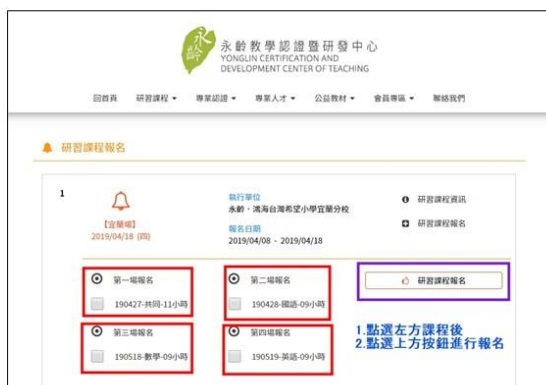 永齡
永齡教學認證暨研發中心
YONGLIN CERTIFICATION AND
DEVELOPMENT CENTER OF TEACHING
回首頁 研習課程 專業認證 專業人才 公益教材 會員專區 聯絡我們
研習課程報名
1
【宜蘭場】
2019/04/18 (四)
執行單位
永齡・鴻海台灣希望小學宜蘭分校
報名日期
2019/04/08 - 2019/04/18
研習課程資訊
研習課程報名
第一場報名
190427-共同-11小時
第二場報名
190428-國語-09小時
研習課程報名
第三場報名
190518-數學-09小時
第四場報名
190519-英語-09小時
1.點選左方課程後
2.點選上方按鈕進行報名